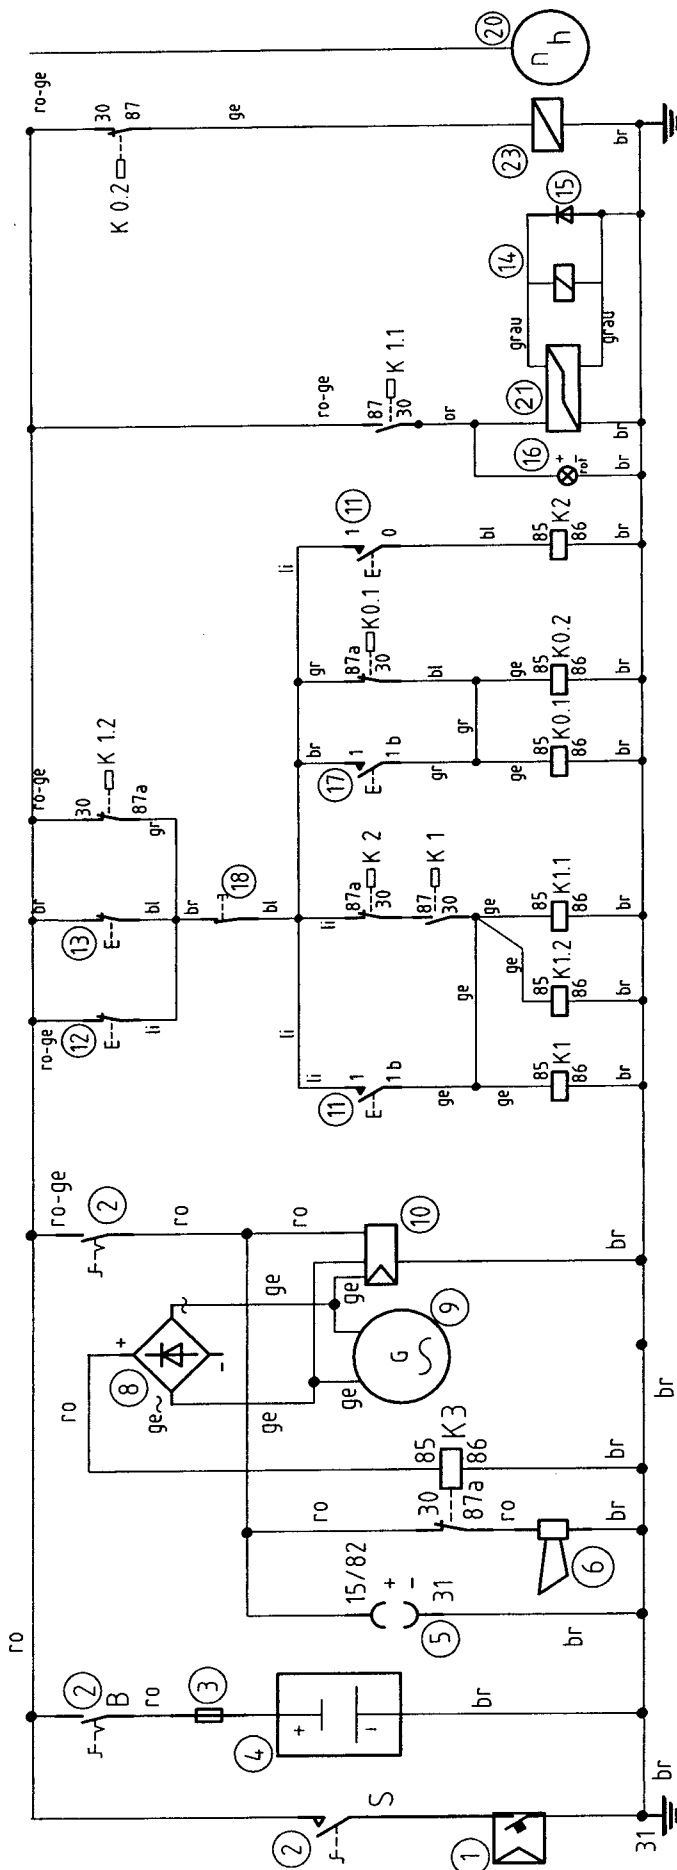 20
n h
ro-ge
30
87
ge
K 0.2
23
br
15
14
grau
grau
ro-ge
87
30
K 1.1
or
21
16
+
-
rot
br
br
11
1
0
li
bl
85
86
K2
br
gr
87a
30
K0.1
bl
ge
85
86
K0.2
br
br
1
1b
17
gr
gr
ge
85
86
K0.1
br
ro-ge
30
87a
K 1.2
gr
br
13
E
bl
br
18
bl
ro-ge
12
E
li
li
87a
30
K 2
87
30
K 1
ge
85
86
K1.1
br
ge
85
86
K1.2
br
ge
li
li
1
1b
11
E
ge
ge
85
86
K1
br
ro-ge
2
ro
ro
10
br
ge
ge
ge
ge
9
G
+
-
8
~
ge~
ro
br
85
86
K3
br
30
87a
ro
ro
br
6
15/82
+
-
31
5
br
ro
2
B
ro
3
4
+
-
br
2
S
1
31
br